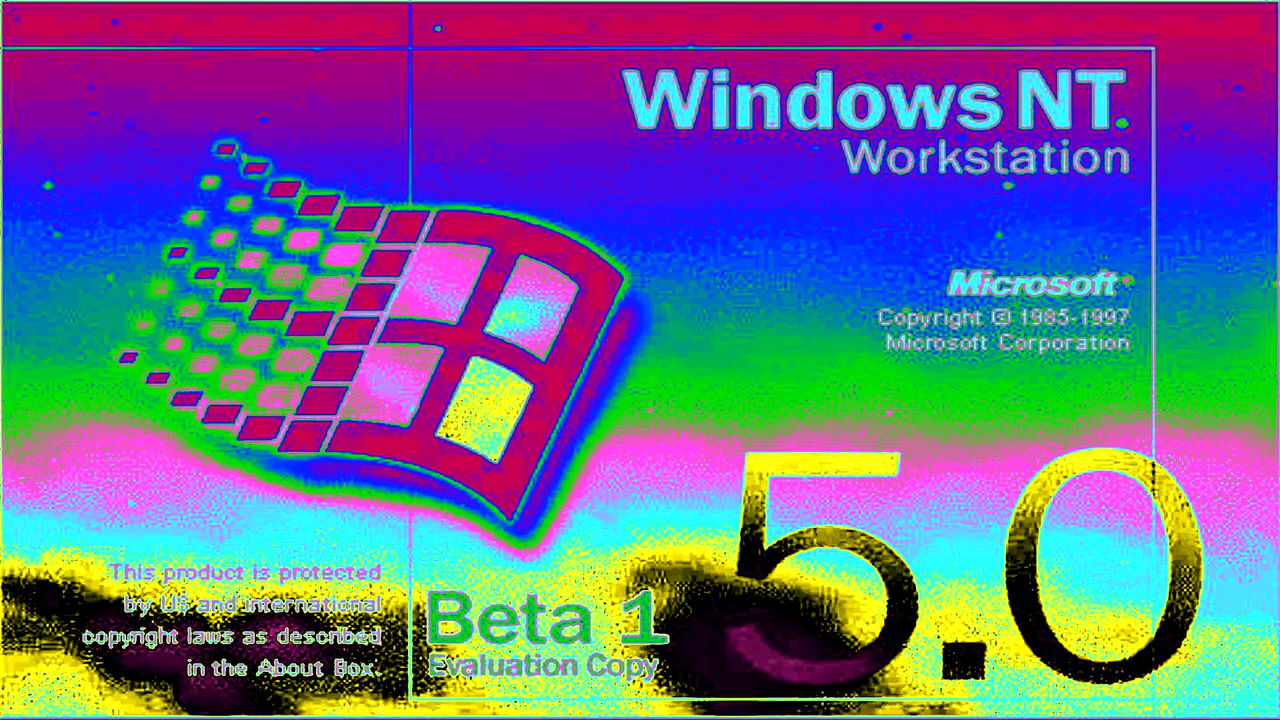 Windows NT
Workstation
Microsoft
Copyright © 1985-1997
Microsoft Corporation
5.0
This product is protected
by US and international
copyright laws as described
in the About Box.
Beta 1
Evaluation Copy